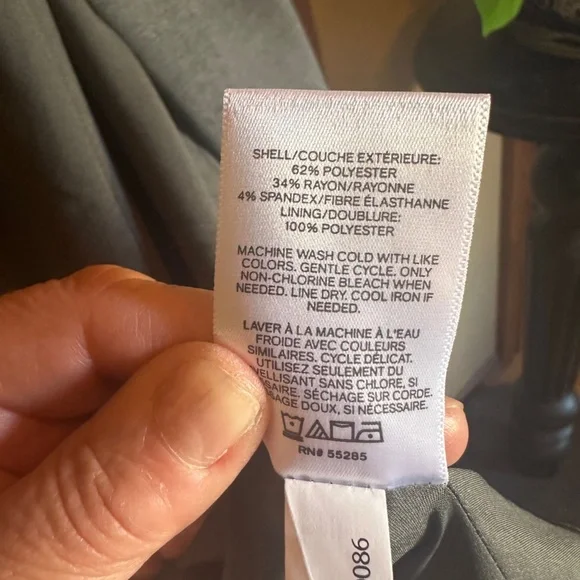 SHELL/COUCHE EXTÉRIEURE:
62% POLYESTER
34% RAYON/RAYONNE
4% SPANDEX/FIBRE ÉLASTHANNE
LINING/DOUBLURE:
100% POLYESTER
MACHINE WASH COLD WITH LIKE
COLORS. GENTLE CYCLE. ONLY
NON-CHLORINE BLEACH WHEN
NEEDED. LINE DRY. COOL IRON IF
NEEDED.
LAVER À LA MACHINE À L'EAU
FROIDE AVEC COULEURS
SIMILAIRES. CYCLE DÉLICAT.
UTILISEZ SEULEMENT DU
SANS CHLORE, SI
SÉCHAGE SUR CORDE.
DOUX, SI NÉCESSAIRE.
RN# 55285